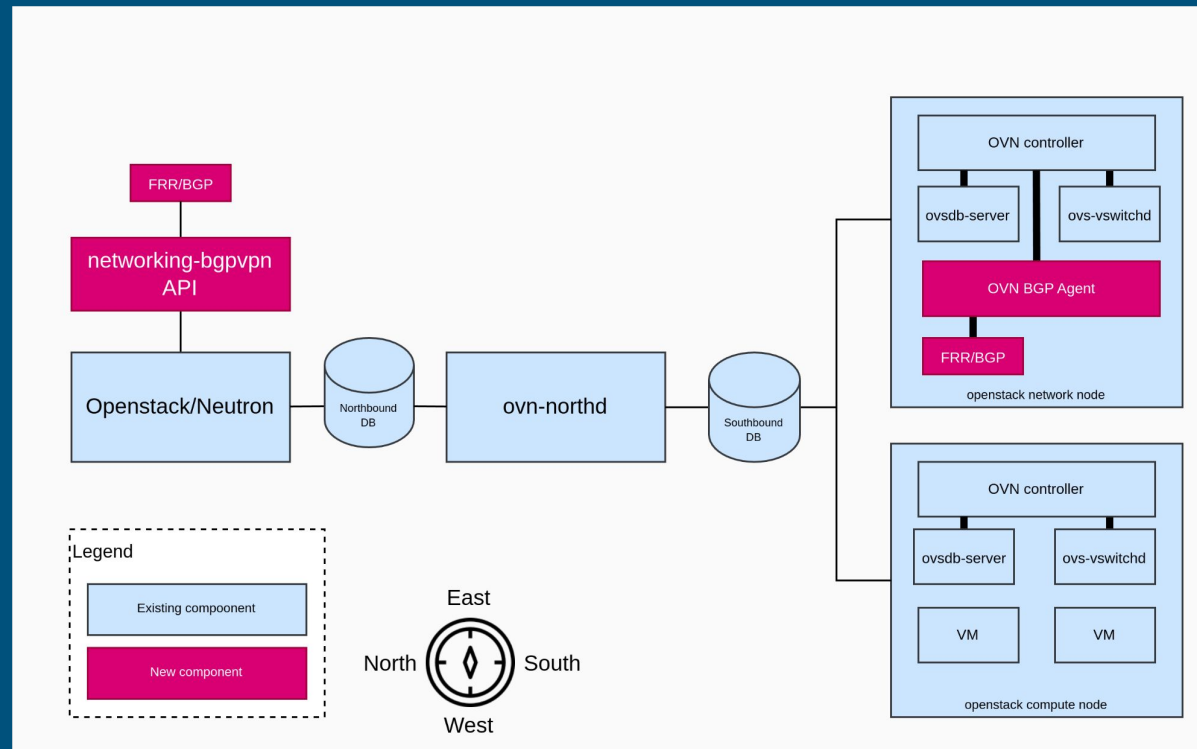 FRR/BGP
networking-bgpvpn
API
Openstack/Neutron
Northbound
DB
ovn-northd
Southbound
DB
OVN controller
ovsdb-server
ovs-vswitchd
OVN BGP Agent
FRR/BGP
openstack network node
OVN controller
ovsdb-server
ovs-vswitchd
VM
VM
openstack compute node
Legend
Existing compoonent
New component
East
North
South
West